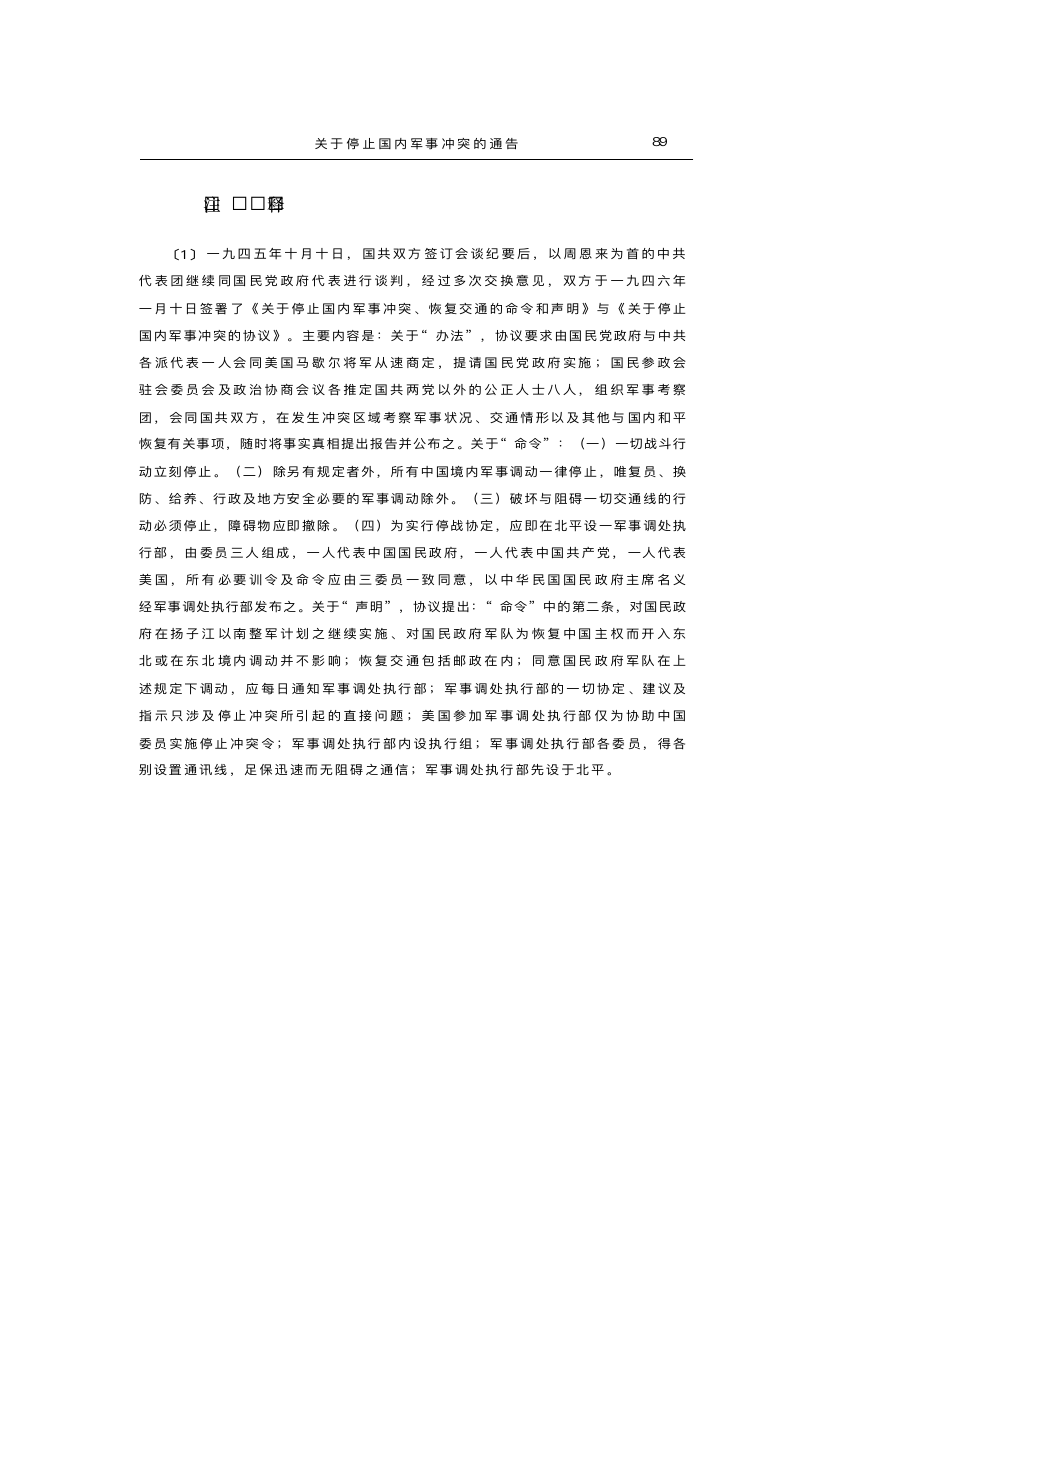 关于停止国内军事冲突的通告 89
注 □□释
〔1〕一九四五年十月十日，国共双方签订会谈纪要后，以周恩来为首的中共
代表团继续同国民党政府代表进行谈判，经过多次交换意见，双方于一九四六年
一月十日签署了《关于停止国内军事冲突、恢复交通的命令和声明》与《关于停止
国内军事冲突的协议》。主要内容是：关于“办法”，协议要求由国民党政府与中共
各派代表一人会同美国马歇尔将军从速商定，提请国民党政府实施；国民参政会
驻会委员会及政治协商会议各推定国共两党以外的公正人士八人，组织军事考察
团，会同国共双方，在发生冲突区域考察军事状况、交通情形以及其他与国内和平
恢复有关事项，随时将事实真相提出报告并公布之。关于“命令”：（一）一切战斗行
动立刻停止。（二）除另有规定者外，所有中国境内军事调动一律停止，唯复员、换
防、给养、行政及地方安全必要的军事调动除外。（三）破坏与阻碍一切交通线的行
动必须停止，障碍物应即撤除。（四）为实行停战协定，应即在北平设一军事调处执
行部，由委员三人组成，一人代表中国国民政府，一人代表中国共产党，一人代表
美国，所有必要训令及命令应由三委员一致同意，以中华民国国民政府主席名义
经军事调处执行部发布之。关于“声明”，协议提出：“命令”中的第二条，对国民政
府在扬子江以南整军计划之继续实施、对国民政府军队为恢复中国主权而开入东
北或在东北境内调动并不影响；恢复交通包括邮政在内；同意国民政府军队在上
述规定下调动，应每日通知军事调处执行部；军事调处执行部的一切协定、建议及
指示只涉及停止冲突所引起的直接问题；美国参加军事调处执行部仅为协助中国
委员实施停止冲突令；军事调处执行部内设执行组；军事调处执行部各委员，得各
别设置通讯线，足保迅速而无阻碍之通信；军事调处执行部先设于北平。